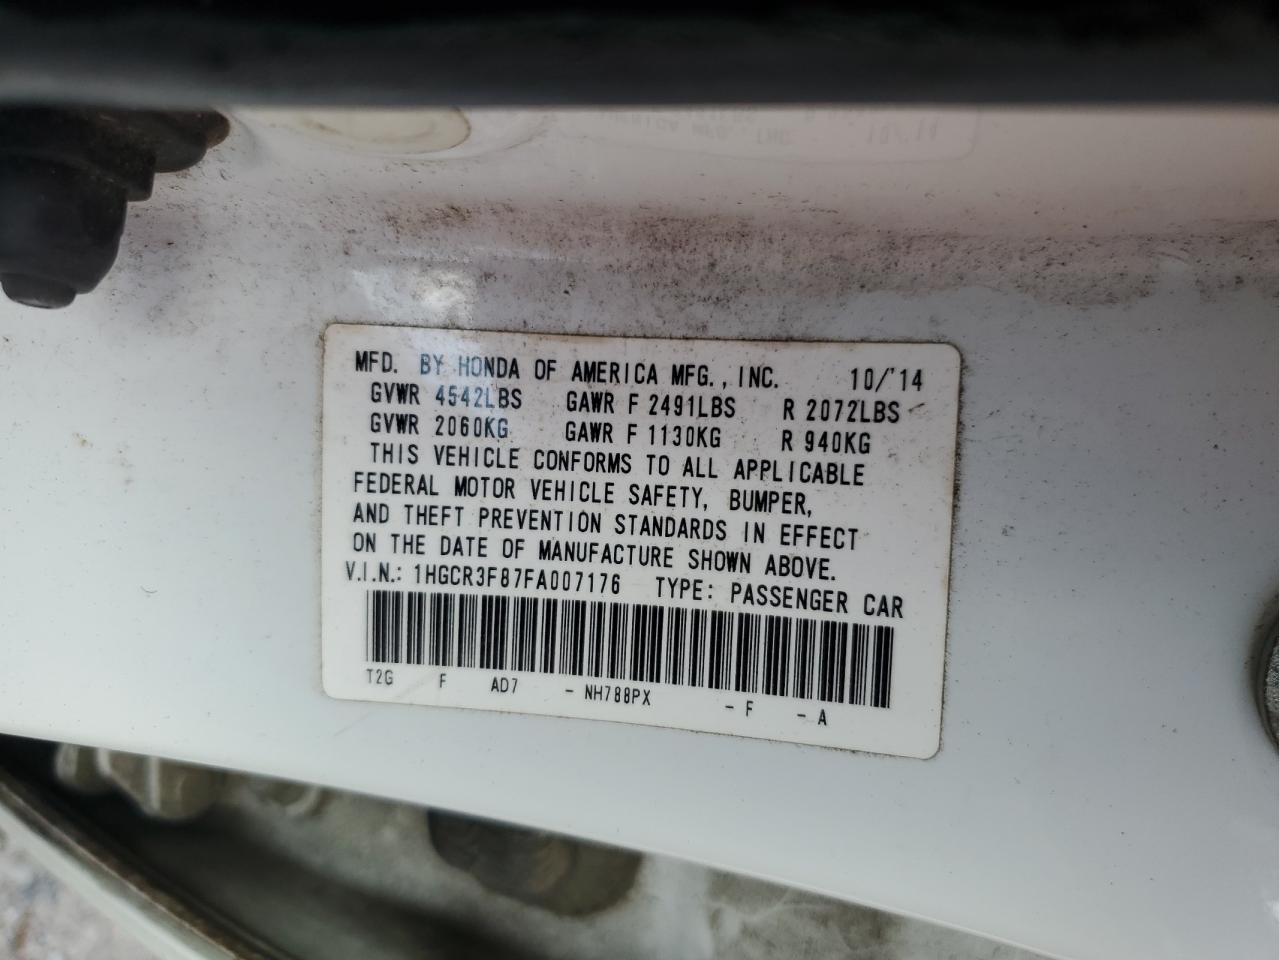 MFD. BY HONDA OF AMERICA MFG., INC. 10/'14
GVWR 4542LBS GAWR F 2491LBS R 2072LBS
GVWR 2060KG GAWR F 1130KG R 940KG
THIS VEHICLE CONFORMS TO ALL APPLICABLE
FEDERAL MOTOR VEHICLE SAFETY, BUMPER,
AND THEFT PREVENTION STANDARDS IN EFFECT
ON THE DATE OF MANUFACTURE SHOWN ABOVE.
V.I.N.: 1HGCR3F87FA007176 TYPE: PASSENGER CAR
T2G F AD7 - NH788PX - F - A